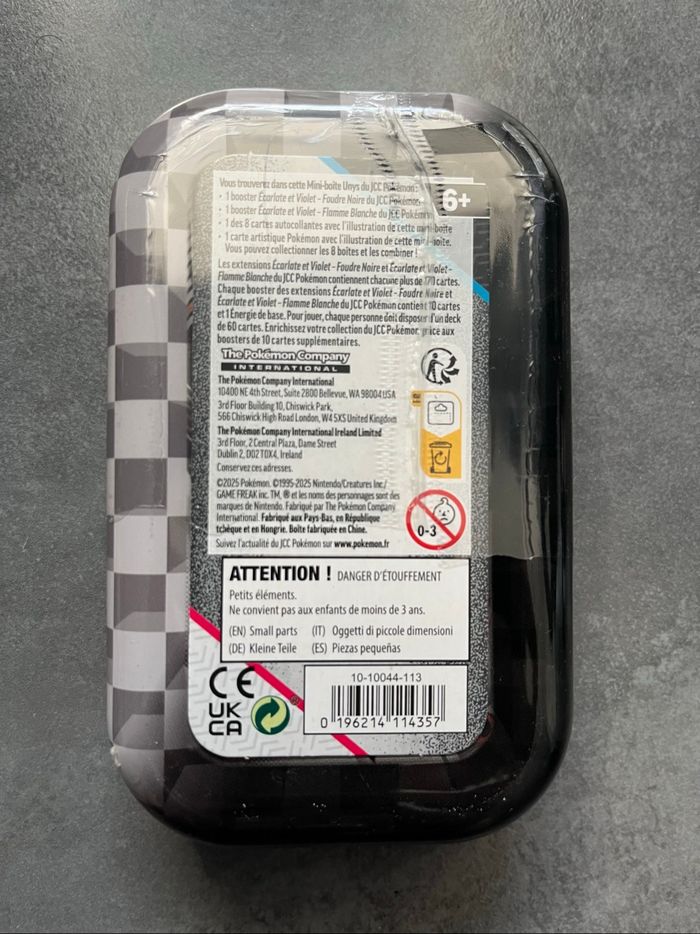 Vous trouverez dans cette Mini-boîte Unys du JCC Pokémon :
• 1 booster Écarlate et Violet – Foudre Noire du JCC Pokémon
• 1 booster Écarlate et Violet – Flamme Blanche du JCC Pokémon
• 1 des 8 cartes autocollantes avec l'illustration de cette mini-boîte
• 1 carte artistique Pokémon avec l'illustration de cette mini-boîte.
Vous pouvez collectionner les 8 boîtes et les combiner !
6+
Les extensions Écarlate et Violet – Foudre Noire et Écarlate et Violet –
Flamme Blanche du JCC Pokémon contiennent chacune plus de 170 cartes.
Chaque booster des extensions Écarlate et Violet – Foudre Noire et
Écarlate et Violet – Flamme Blanche du JCC Pokémon contient 10 cartes
et 1 Énergie de base. Pour jouer, chaque personne doit disposer d'un deck
de 60 cartes. Enrichissez votre collection du JCC Pokémon grâce aux
boosters de 10 cartes supplémentaires.
The Pokémon Company
INTERNATIONAL
The Pokémon Company International
10400 NE 4th Street, Suite 2800 Bellevue, WA 98004 USA
3rd Floor Building 10, Chiswick Park,
566 Chiswick High Road London, W4 5XS United Kingdom
The Pokémon Company International Ireland Limited
3rd Floor, 2 Central Plaza, Dame Street
Dublin 2, D02 T0X4, Ireland
Conservez ces adresses.
©2025 Pokémon. ©1995-2025 Nintendo/Creatures Inc./
GAME FREAK inc. TM, ® et les noms des personnages sont des
marques de Nintendo. Fabriqué par The Pokémon Company
International. Fabriqué aux Pays-Bas, en République
tchèque et en Hongrie. Boîte fabriquée en Chine.
Suivez l'actualité du JCC Pokémon sur www.pokemon.fr
0-3
ATTENTION ! DANGER D'ÉTOUFFEMENT
Petits éléments.
Ne convient pas aux enfants de moins de 3 ans.
(EN) Small parts (IT) Oggetti di piccole dimensioni
(DE) Kleine Teile (ES) Piezas pequeñas
CE
UK
CA
®
10-10044-113
0 196214 114357